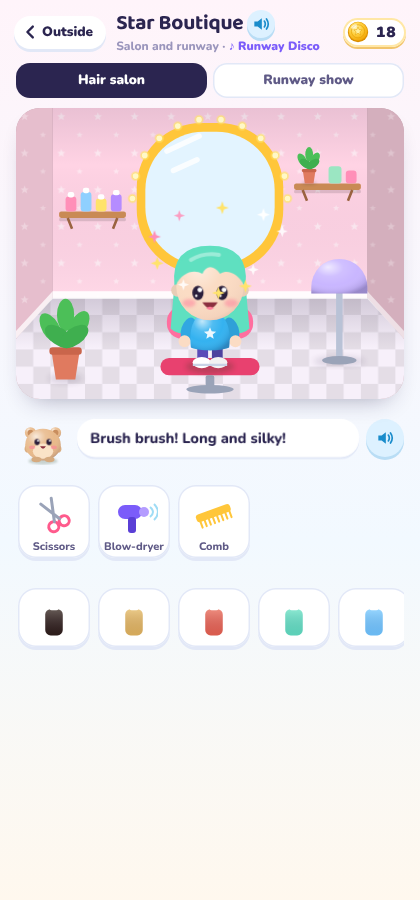 Outside
Star Boutique
Salon and runway · ♪ Runway Disco
18
Hair salon
Runway show
Brush brush! Long and silky!
Scissors
Blow-dryer
Comb